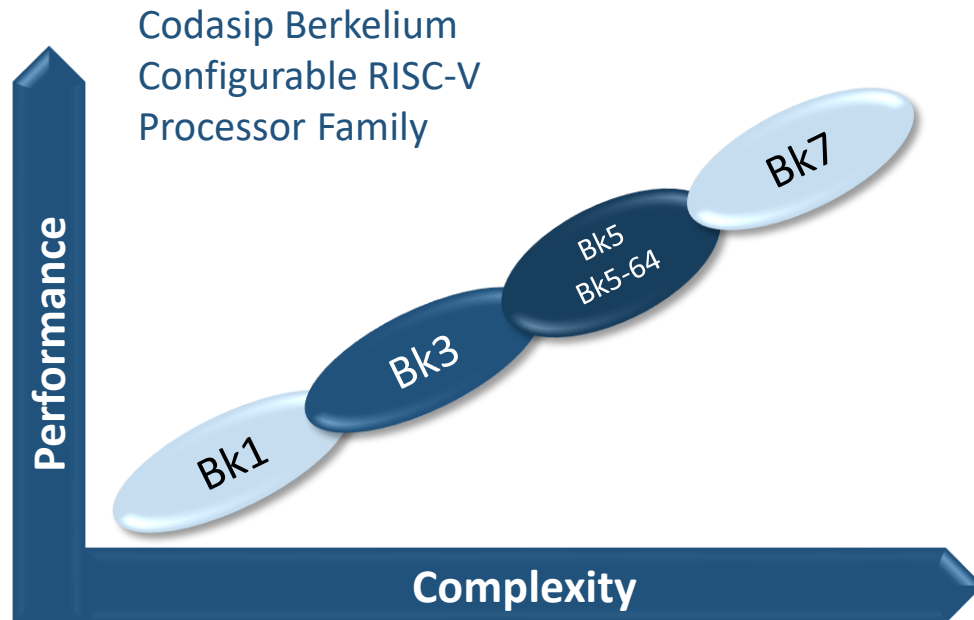 Codasip Berkelium
Configurable RISC-V
Processor Family
Performance
Bk7
Bk5
Bk5-64
Bk3
Bk1
Complexity